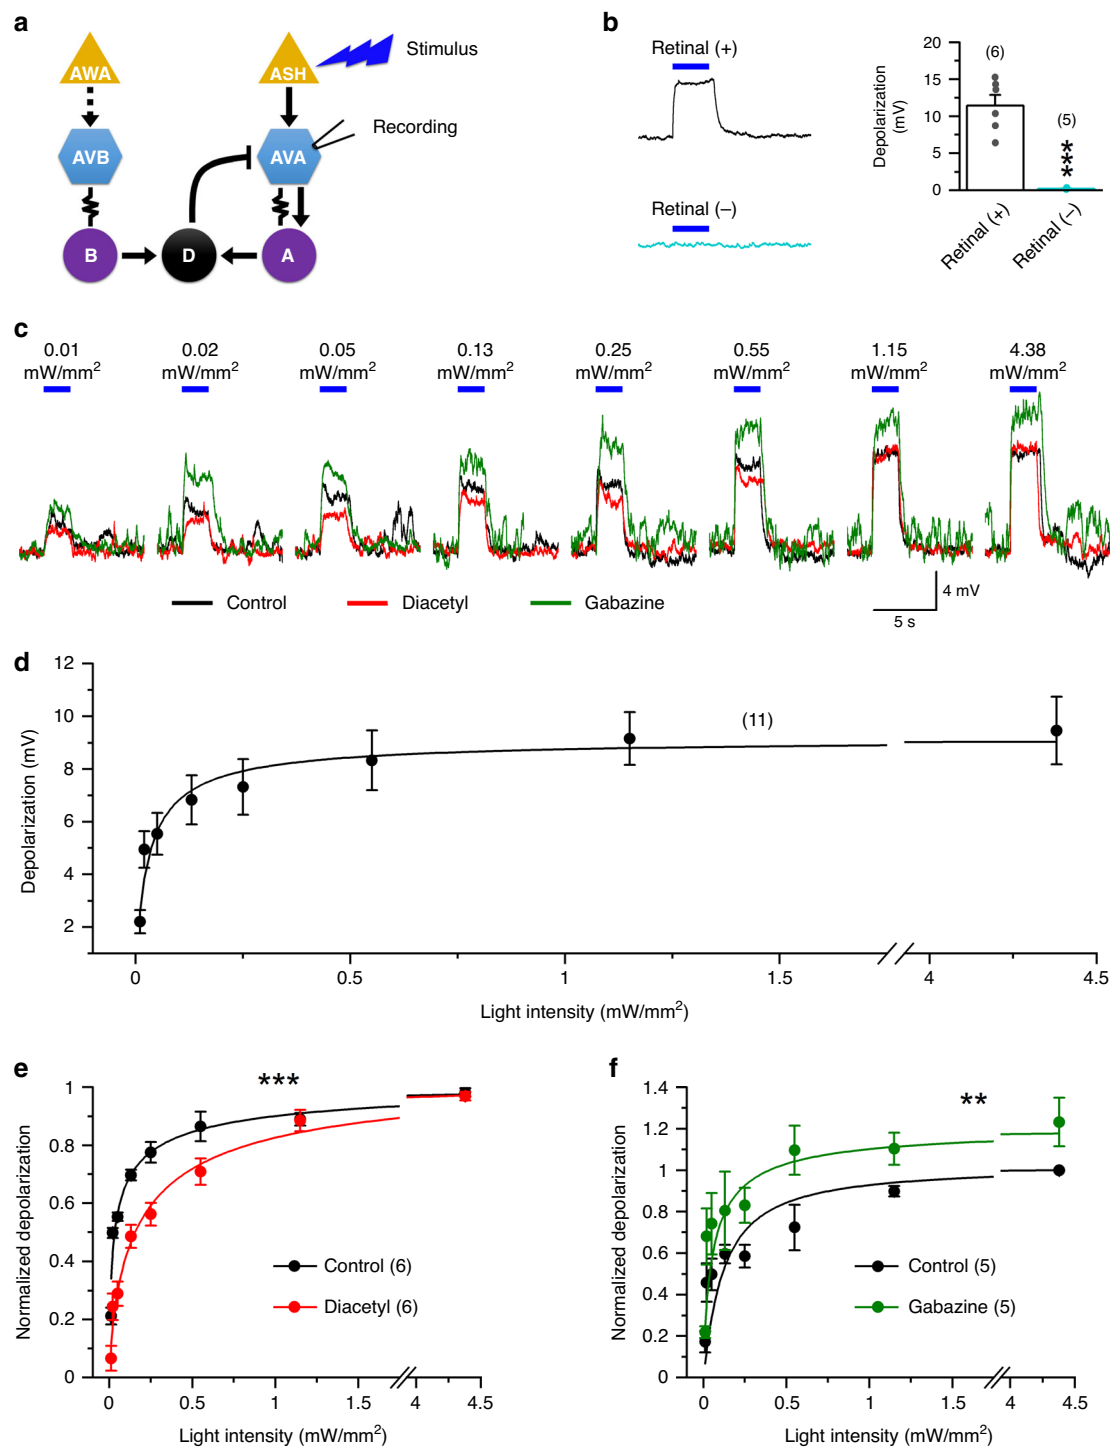 a
AWA
ASH
Stimulus
Recording
AVB
AVA
B
D
A
b
Retinal (+)
Retinal (–)
Depolarization
(mV)
20
15
10
5
0
(6)
(5)
***
Retinal (+)
Retinal (–)
c
0.01
mW/mm²
0.02
mW/mm²
0.05
mW/mm²
0.13
mW/mm²
0.25
mW/mm²
0.55
mW/mm²
1.15
mW/mm²
4.38
mW/mm²
Control
Diacetyl
Gabazine
4 mV
5 s
d
Depolarization (mV)
12
10
8
6
4
2
(11)
0
0.5
1
1.5
4
4.5
Light intensity (mW/mm²)
e
Normalized depolarization
1
0.8
0.6
0.4
0.2
0
***
Control (6)
Diacetyl (6)
0
0.5
1
1.5
4
4.5
Light intensity (mW/mm²)
f
Normalized depolarization
1.4
1.2
1
0.8
0.6
0.4
0.2
0
**
Control (5)
Gabazine (5)
0
0.5
1
1.5
4
4.5
Light intensity (mW/mm²)